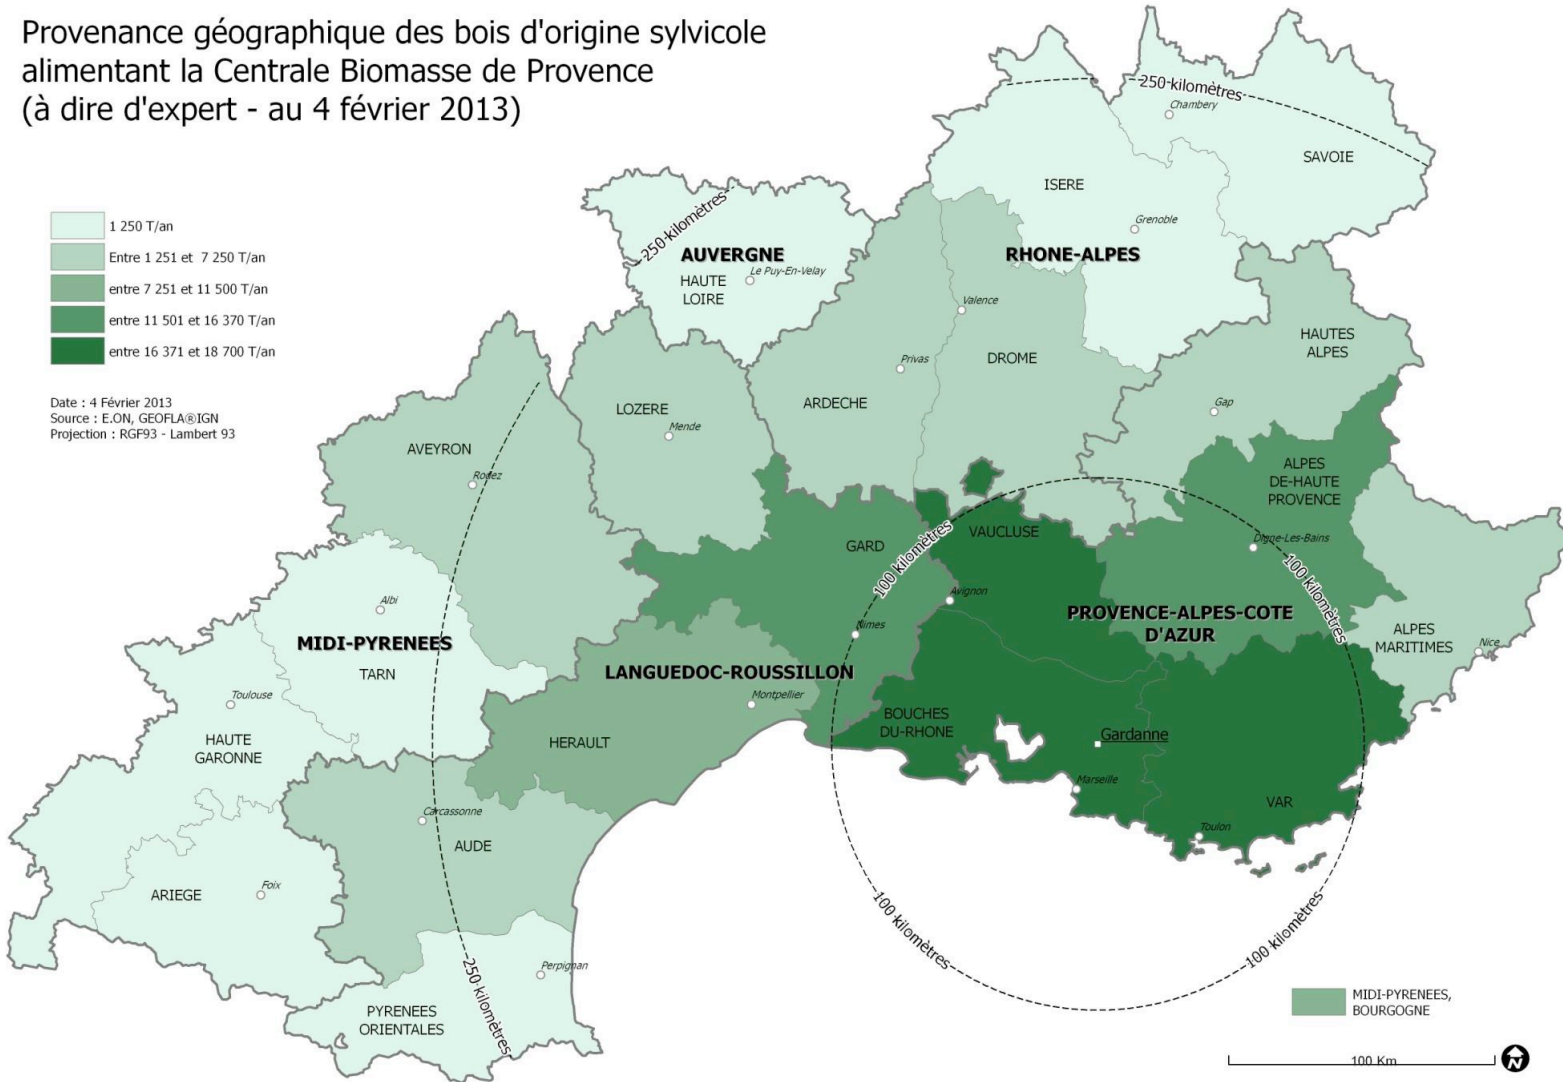 Provenance géographique des bois d'origine sylvicole
alimentant la Centrale Biomasse de Provence
(à dire d'expert - au 4 février 2013)
1 250 T/an
Entre 1 251 et 7 250 T/an
entre 7 251 et 11 500 T/an
entre 11 501 et 16 370 T/an
entre 16 371 et 18 700 T/an
Date : 4 Février 2013
Source : E.ON, GEOFLA®IGN
Projection : RGF93 - Lambert 93
250 kilomètres
Chambery
SAVOIE
ISERE
Grenoble
RHONE-ALPES
250 kilomètres
AUVERGNE
HAUTE
LOIRE
Le Puy-En-Velay
Valence
DROME
HAUTES
ALPES
Privas
ARDECHE
Gap
LOZERE
Mende
AVEYRON
Rodez
ALPES
DE-HAUTE
PROVENCE
GARD
VAUCLUSE
100 kilomètres
Digne-Les-Bains
100 kilomètres
Avignon
PROVENCE-ALPES-COTE
D'AZUR
Albi
MIDI-PYRENEES
TARN
Nimes
ALPES
MARITIMES
Nice
LANGUEDOC-ROUSSILLON
Toulouse
Montpellier
HAUTE
GARONNE
HERAULT
BOUCHES
DU-RHONE
Gardanne
Marseille
VAR
Toulon
Carcassonne
AUDE
ARIEGE
Foix
100 kilomètres
100 kilomètres
Perpignan
250 kilomètres
PYRENEES
ORIENTALES
MIDI-PYRENEES,
BOURGOGNE
100 Km
N